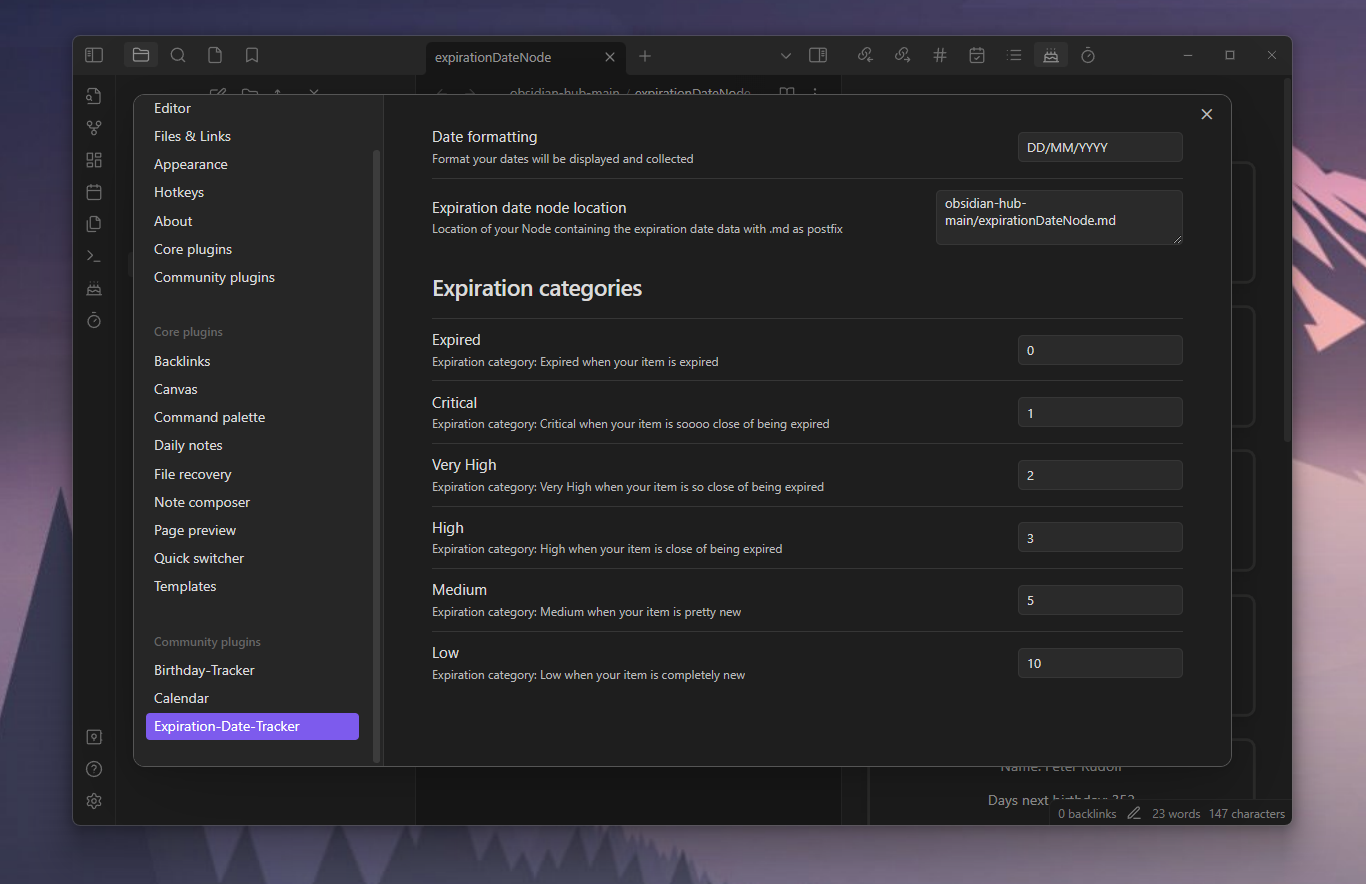 expirationDateNode
obsidian-hub-main / expirationDateNode
Editor
Files & Links
Appearance
Hotkeys
About
Core plugins
Community plugins
Core plugins
Backlinks
Canvas
Command palette
Daily notes
File recovery
Note composer
Page preview
Quick switcher
Templates
Community plugins
Birthday-Tracker
Calendar
Expiration-Date-Tracker
Date formatting
Format your dates will be displayed and collected
DD/MM/YYYY
Expiration date node location
Location of your Node containing the expiration date data with .md as postfix
obsidian-hub-
main/expirationDateNode.md
Expiration categories
Expired
Expiration category: Expired when your item is expired
0
Critical
Expiration category: Critical when your item is soooo close of being expired
1
Very High
Expiration category: Very High when your item is so close of being expired
2
High
Expiration category: High when your item is close of being expired
3
Medium
Expiration category: Medium when your item is pretty new
5
Low
Expiration category: Low when your item is completely new
10
Name: Peter Rudolf
Days next birthday: 352
0 backlinks 23 words 147 characters